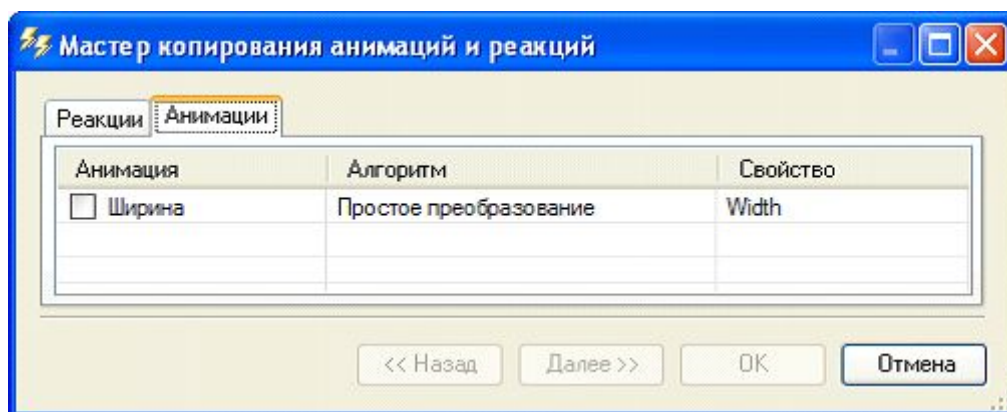 Мастер копирования анимаций и реакций
Реакции Анимации
Анимация Алгоритм Свойство
Ширина Простое преобразование Width
<< Назад Далее >> OK Отмена